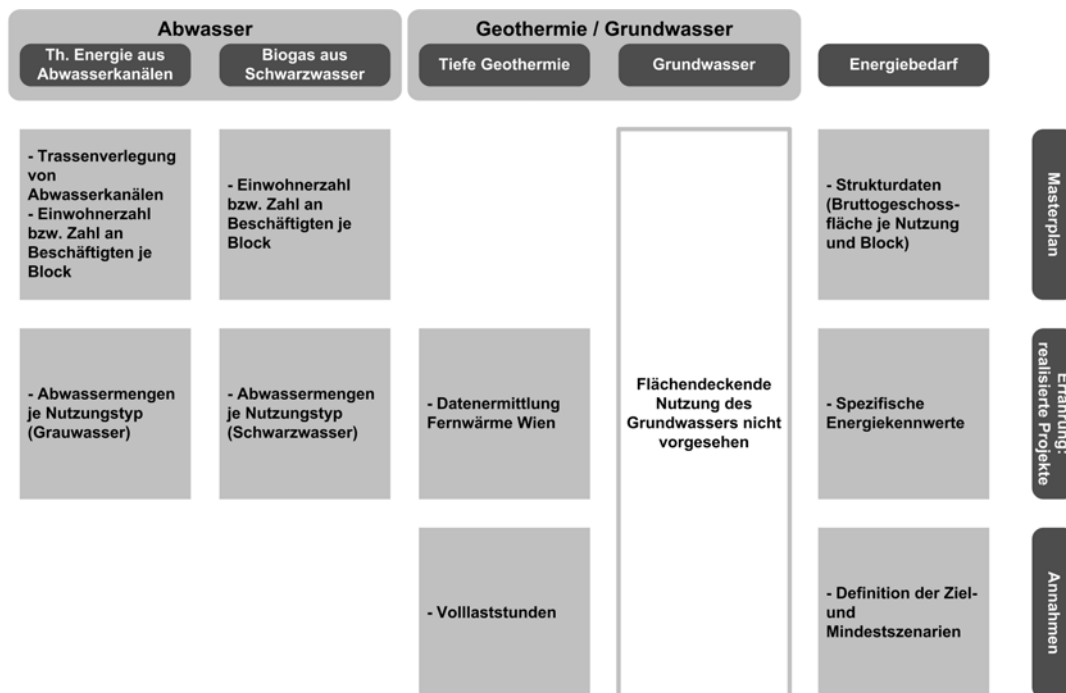 Abwasser
Geothermie / Grundwasser
Th. Energie aus
Abwasserkanälen
Biogas aus
Schwarzwasser
Tiefe Geothermie
Grundwasser
Energiebedarf
- Trassenverlegung
von
Abwasserkanälen
- Einwohnerzahl
bzw. Zahl an
Beschäftigten je
Block
- Einwohnerzahl
bzw. Zahl an
Beschäftigten je
Block
- Strukturdaten
(Bruttogeschoss-
fläche je Nutzung
und Block)
Masterplan
- Abwassermengen
je Nutzungstyp
(Grauwasser)
- Abwassermengen
je Nutzungstyp
(Schwarzwasser)
- Datenermittlung
Fernwärme Wien
Flächendeckende
Nutzung des
Grundwassers nicht
vorgesehen
- Spezifische
Energiekennwerte
Erfahrung:
realisierte Projekte
- Volllaststunden
- Definition der Ziel-
und
Mindestszenarien
Annahmen